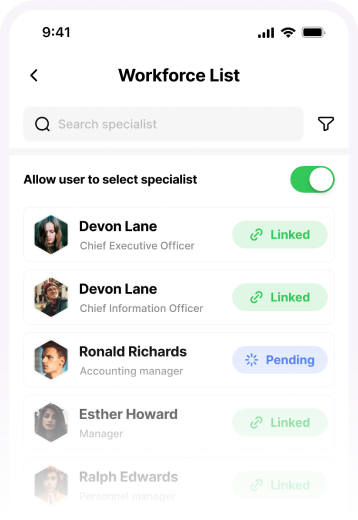 9:41
Workforce List
Search specialist
Allow user to select specialist
Devon Lane
Chief Executive Officer
Linked
Devon Lane
Chief Information Officer
Linked
Ronald Richards
Accounting manager
Pending
Esther Howard
Manager
Linked
Ralph Edwards
Personnel manager
Linked